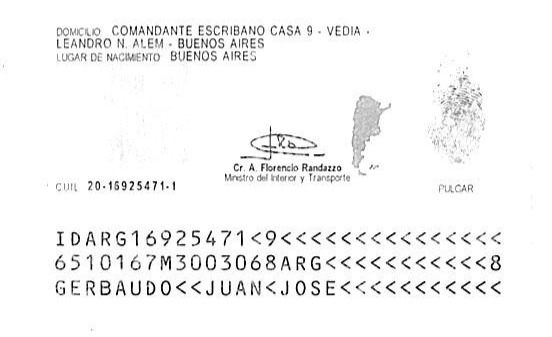 DOMICILIO COMANDANTE ESCRIBANO CASA 9 - VEDIA -
LEANDRO N. ALEM - BUENOS AIRES
LUGAR DE NACIMIENTO BUENOS AIRES
Cr. A. Florencio Randazzo
Ministro del Interior y Transporte
CUIL 20-16925471-1
PULGAR
IDARG16925471<9<<<<<<<<<<<<<<<
6510167M3003068ARG<<<<<<<<<<<8
GERBAUDO<<JUAN<JOSE<<<<<<<<<<<